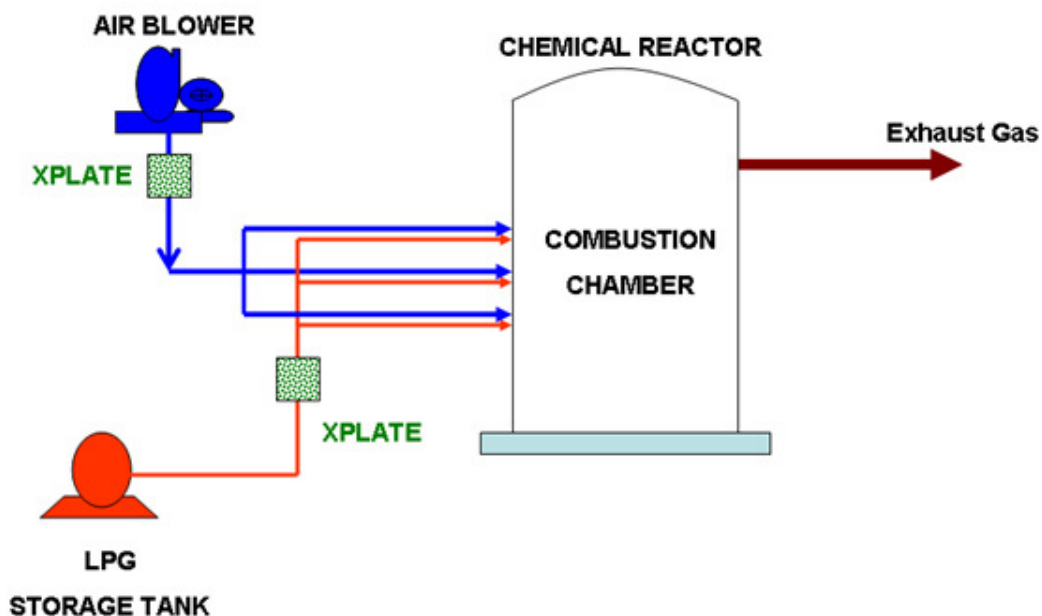 AIR BLOWER
CHEMICAL REACTOR
Exhaust Gas
XPLATE
COMBUSTION
CHAMBER
XPLATE
LPG
STORAGE TANK